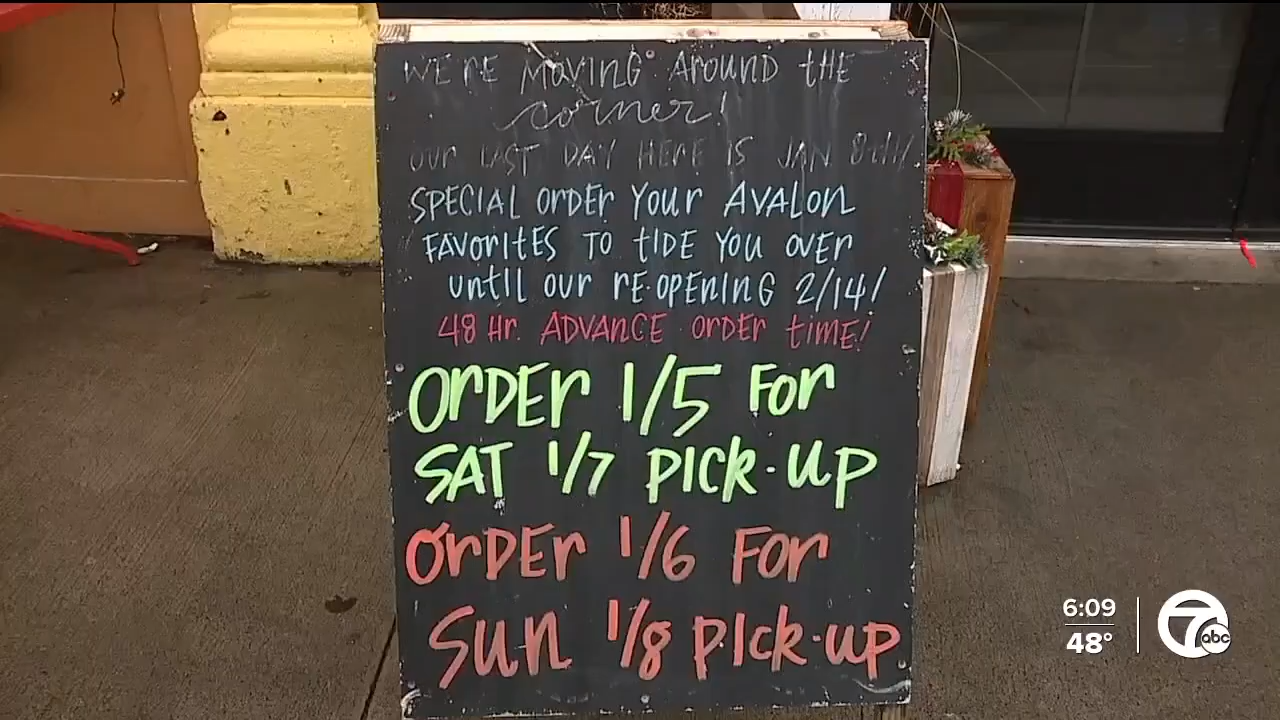 WE'RE MOVING AROUND THE
corner!
OUR LAST DAY HERE IS JAN 8th!
SPECIAL ORDER YOUR AVALON
FAVORITES TO TIDE YOU OVER
until our RE-OPENING 2/14!
48 Hr. ADVANCE ORDER time!
ORDER 1/5 FOR
SAT 1/7 PICK-UP
ORDER 1/6 FOR
SUN 1/8 PICK-UP
6:09
48°
7
abc